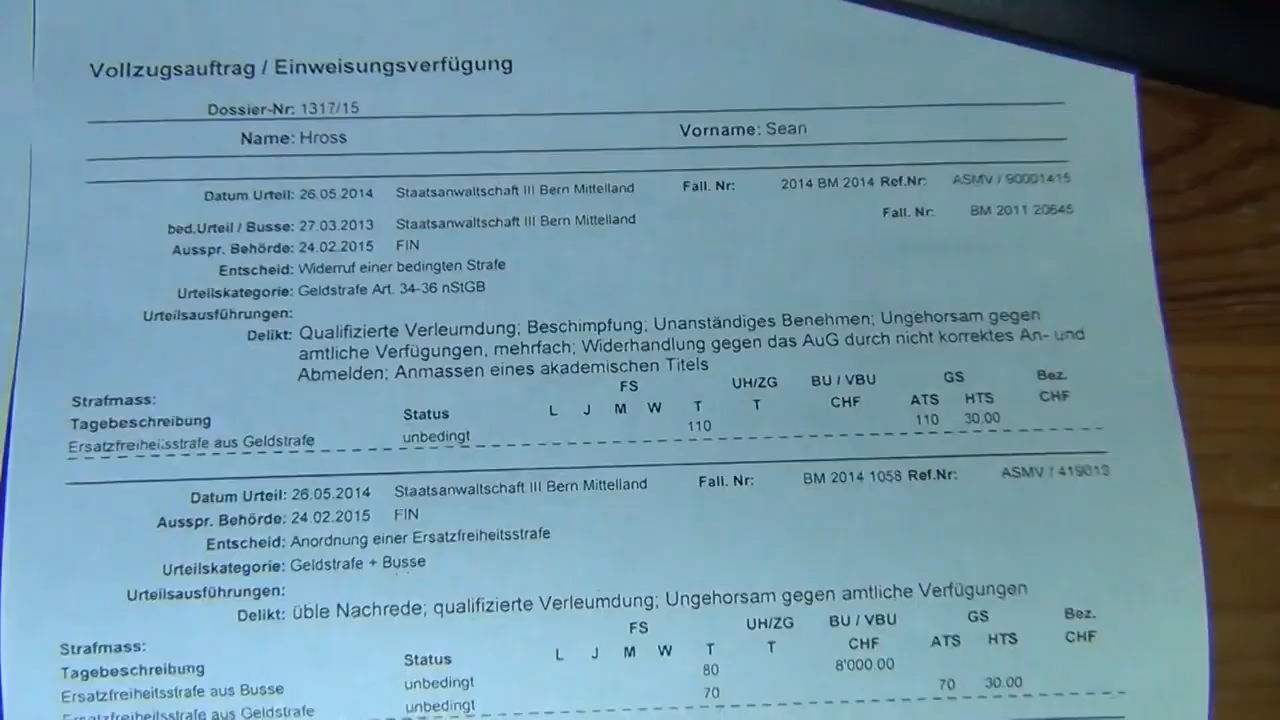 Vollzugsauftrag / Einweisungsverfügung
Dossier-Nr: 1317/15
Name: Hross Vorname: Sean
Datum Urteil: 26.05.2014 Staatsanwaltschaft III Bern Mittelland Fall. Nr: 2014 BM 2014 Ref.Nr: ASMV / 90001415
bed.Urteil / Busse: 27.03.2013 Staatsanwaltschaft III Bern Mittelland Fall. Nr: BM 2011 20645
Ausspr. Behörde: 24.02.2015 FIN
Entscheid: Widerruf einer bedingten Strafe
Urteilskategorie: Geldstrafe Art. 34-36 nStGB
Urteilsausführungen:
Delikt: Qualifizierte Verleumdung; Beschimpfung; Unanständiges Benehmen; Ungehorsam gegen
amtliche Verfügungen, mehrfach; Widerhandlung gegen das AuG durch nicht korrektes An- und
Abmelden; Anmassen eines akademischen Titels
Strafmass: FS UH/ZG BU / VBU GS Bez.
Tagebeschreibung Status L J M W T T CHF ATS HTS CHF
Ersatzfreiheitsstrafe aus Geldstrafe unbedingt 110 110 30.00
Datum Urteil: 26.05.2014 Staatsanwaltschaft III Bern Mittelland Fall. Nr: BM 2014 1058 Ref.Nr: ASMV / 419013
Ausspr. Behörde: 24.02.2015 FIN
Entscheid: Anordnung einer Ersatzfreiheitsstrafe
Urteilskategorie: Geldstrafe + Busse
Urteilsausführungen:
Delikt: üble Nachrede; qualifizierte Verleumdung; Ungehorsam gegen amtliche Verfügungen
Strafmass: FS UH/ZG BU / VBU GS Bez.
Tagebeschreibung Status L J M W T T CHF ATS HTS CHF
Ersatzfreiheitsstrafe aus Busse unbedingt 80 8'000.00
Ersatzfreiheitsstrafe aus Geldstrafe unbedingt 70 70 30.00